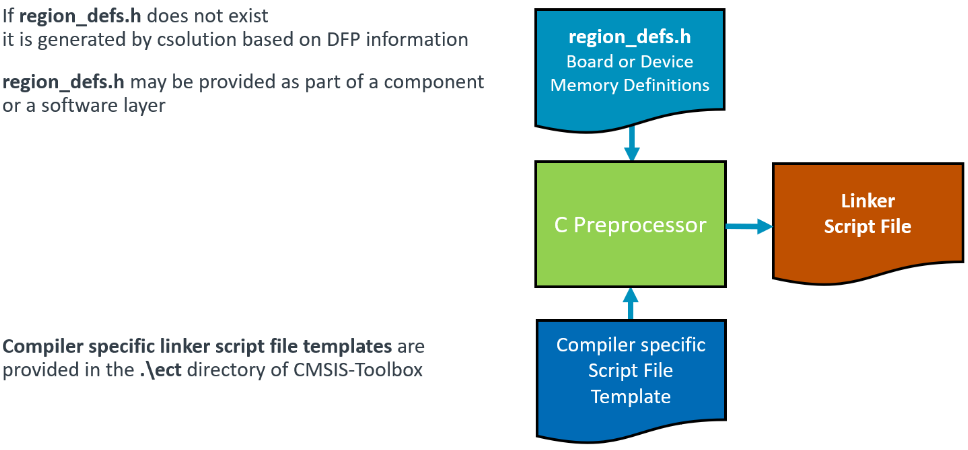 If region_defs.h does not exist
it is generated by csolution based on DFP information
region_defs.h may be provided as part of a component
or a software layer
region_defs.h
Board or Device
Memory Definitions
C Preprocessor
Linker
Script File
Compiler specific linker script file templates are
provided in the .\ect directory of CMSIS-Toolbox
Compiler specific
Script File
Template